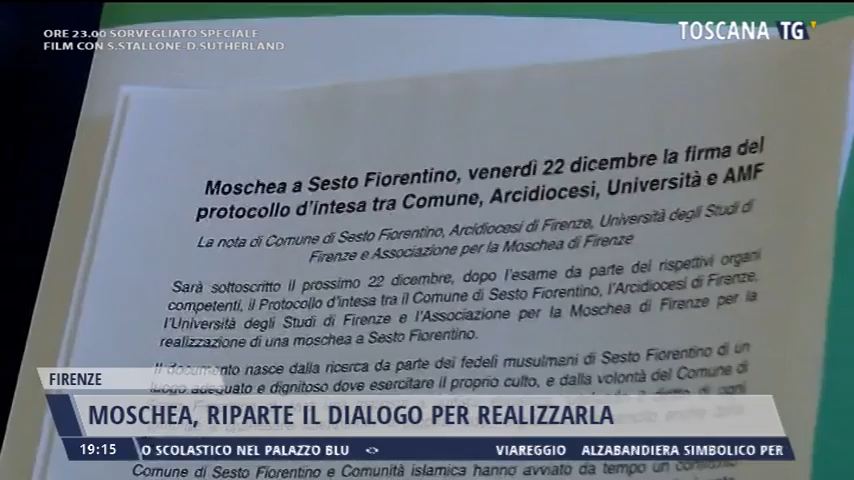 ORE 23.00 SORVEGLIATO SPECIALE
FILM CON S.STALLONE-D.SUTHERLAND
TOSCANA TG
Moschea a Sesto Fiorentino, venerdì 22 dicembre la firma del
protocollo d'intesa tra Comune, Arcidiocesi, Università e AMF
La nota di Comune di Sesto Fiorentino, Arcidiocesi di Firenze, Università degli Studi di
Firenze e Associazione per la Moschea di Firenze
Sarà sottoscritto il prossimo 22 dicembre, dopo l'esame da parte dei rispettivi organi
competenti, il Protocollo d'intesa tra il Comune di Sesto Fiorentino, l'Arcidiocesi di Firenze,
l'Università degli Studi di Firenze e l'Associazione per la Moschea di Firenze per la
realizzazione di una moschea a Sesto Fiorentino.
Il documento nasce dalla ricerca da parte dei fedeli musulmani di Sesto Fiorentino di un
luogo adeguato e dignitoso dove esercitare il proprio culto, e dalla volontà del Comune di
FIRENZE
MOSCHEA, RIPARTE IL DIALOGO PER REALIZZARLA
19:15 O SCOLASTICO NEL PALAZZO BLU <> VIAREGGIO ALZABANDIERA SIMBOLICO PER
Comune di Sesto Fiorentino e Comunità islamica hanno avviato da tempo un